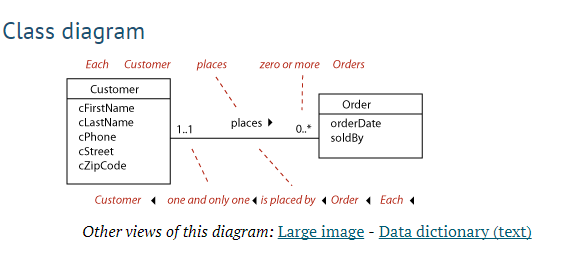 Class diagram
Each Customer places zero or more Orders
Customer
cFirstName
cLastName
cPhone
cStreet
cZipCode
1..1
places
0..*
Order
orderDate
soldBy
Customer one and only one is placed by Order Each
Other views of this diagram: Large image - Data dictionary (text)